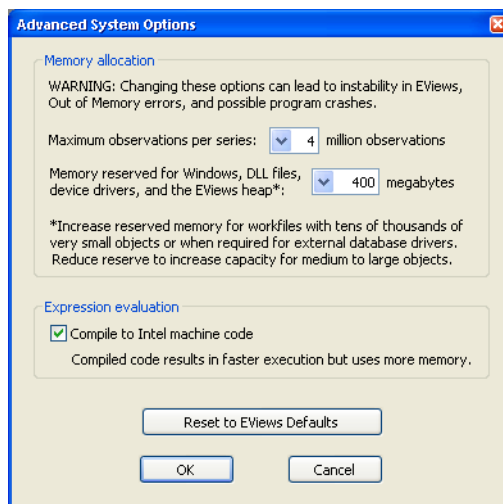 Advanced System Options
Memory allocation
WARNING: Changing these options can lead to instability in EViews,
Out of Memory errors, and possible program crashes.
Maximum observations per series: 4 million observations
Memory reserved for Windows, DLL files,
device drivers, and the EViews heap*: 400 megabytes
*Increase reserved memory for workfiles with tens of thousands of
very small objects or when required for external database drivers.
Reduce reserve to increase capacity for medium to large objects.
Expression evaluation
Compile to Intel machine code
Compiled code results in faster execution but uses more memory.
Reset to EViews Defaults
OK Cancel